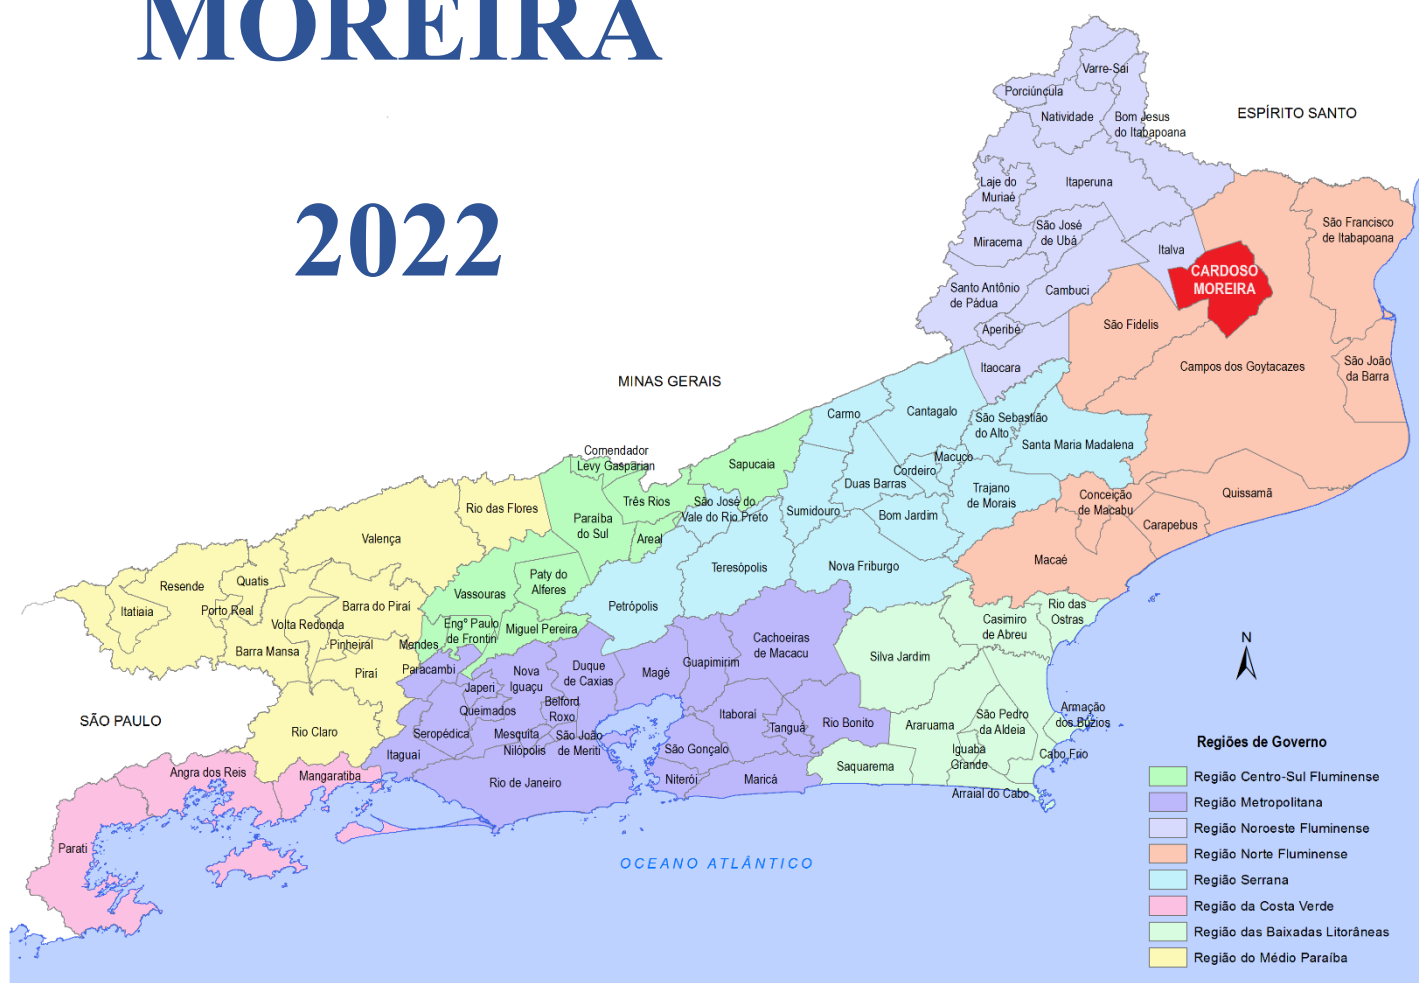 MOREIRA
2022
ESPÍRITO SANTO
MINAS GERAIS
SÃO PAULO
Varre-Sai
Porciúncula
Natividade
Bom Jesus
do Itabapoana
Laje do
Muriaé
Itaperuna
Miracema
São José
de Ubá
Italva
São Francisco
de Itabapoana
CARDOSO
MOREIRA
Santo Antônio
de Pádua
Cambuci
Aperibé
São Fidelis
Itaocara
Campos dos Goytacazes
São João
da Barra
Carmo
Cantagalo
São Sebastião
do Alto
Santa Maria Madalena
Macuco
Cordeiro
Duas Barras
Trajano
de Morais
Sumidouro
Bom Jardim
Nova Friburgo
Conceição
de Macabu
Quissamã
Carapebus
Macaé
Comendador
Levy Gasparian
Sapucaia
Três Rios
São José do
Vale do Rio Preto
Paraíba
do Sul
Areal
Teresópolis
Petrópolis
Rio das Flores
Valença
Vassouras
Paty do
Alferes
Miguel Pereira
Engº Paulo
de Frontin
Mendes
Resende
Itatiaia
Quatis
Porto Real
Volta Redonda
Barra do Piraí
Barra Mansa
Pinheiral
Piraí
Rio Claro
Paracambi
Japeri
Nova
Iguaçu
Duque
de Caxias
Queimados
Belford
Roxo
Seropédica
Mesquita
Nilópolis
São João
de Meriti
Itaguaí
Rio de Janeiro
Magé
Guapimirim
Cachoeiras
de Macacu
Itaboraí
Tanguá
Rio Bonito
São Gonçalo
Niterói
Maricá
Casimiro
de Abreu
Rio das
Ostras
Silva Jardim
Araruama
São Pedro
da Aldeia
Armação
dos Búzios
Iguaba
Grande
Cabo Frio
Saquarema
Arraial do Cabo
Angra dos Reis
Mangaratiba
Parati
OCEANO ATLÂNTICO
N
Regiões de Governo
Região Centro-Sul Fluminense
Região Metropolitana
Região Noroeste Fluminense
Região Norte Fluminense
Região Serrana
Região da Costa Verde
Região das Baixadas Litorâneas
Região do Médio Paraíba